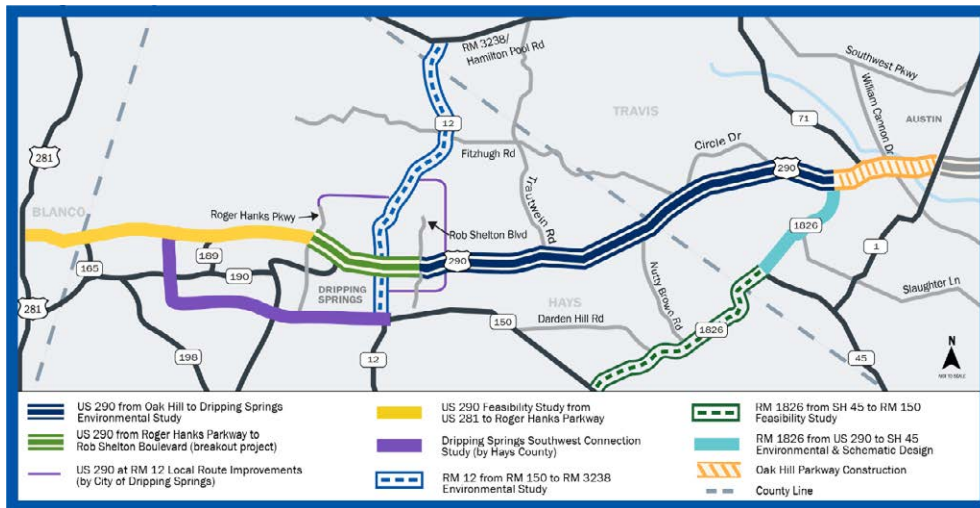 RM 3238/
Hamilton Pool Rd
Southwest Pkwy
William Cannon Dr
TRAVIS
AUSTIN
281
12
71
Fitzhugh Rd
Circle Dr
290
Trautwein Rd
BLANCO
Roger Hanks Pkwy
Rob Shelton Blvd
1826
1
165
189
190
290
DRIPPING
SPRINGS
Nutty Brown Rd
HAYS
Slaughter Ln
281
150
Darden Hill Rd
1826
198
12
45
N
NOT TO SCALE
US 290 from Oak Hill to Dripping Springs
Environmental Study
US 290 from Roger Hanks Parkway to
Rob Shelton Boulevard (breakout project)
US 290 at RM 12 Local Route Improvements
(by City of Dripping Springs)
US 290 Feasibility Study from
US 281 to Roger Hanks Parkway
Dripping Springs Southwest Connection
Study (by Hays County)
RM 12 from RM 150 to RM 3238
Environmental Study
RM 1826 from SH 45 to RM 150
Feasibility Study
RM 1826 from US 290 to SH 45
Environmental & Schematic Design
Oak Hill Parkway Construction
County Line